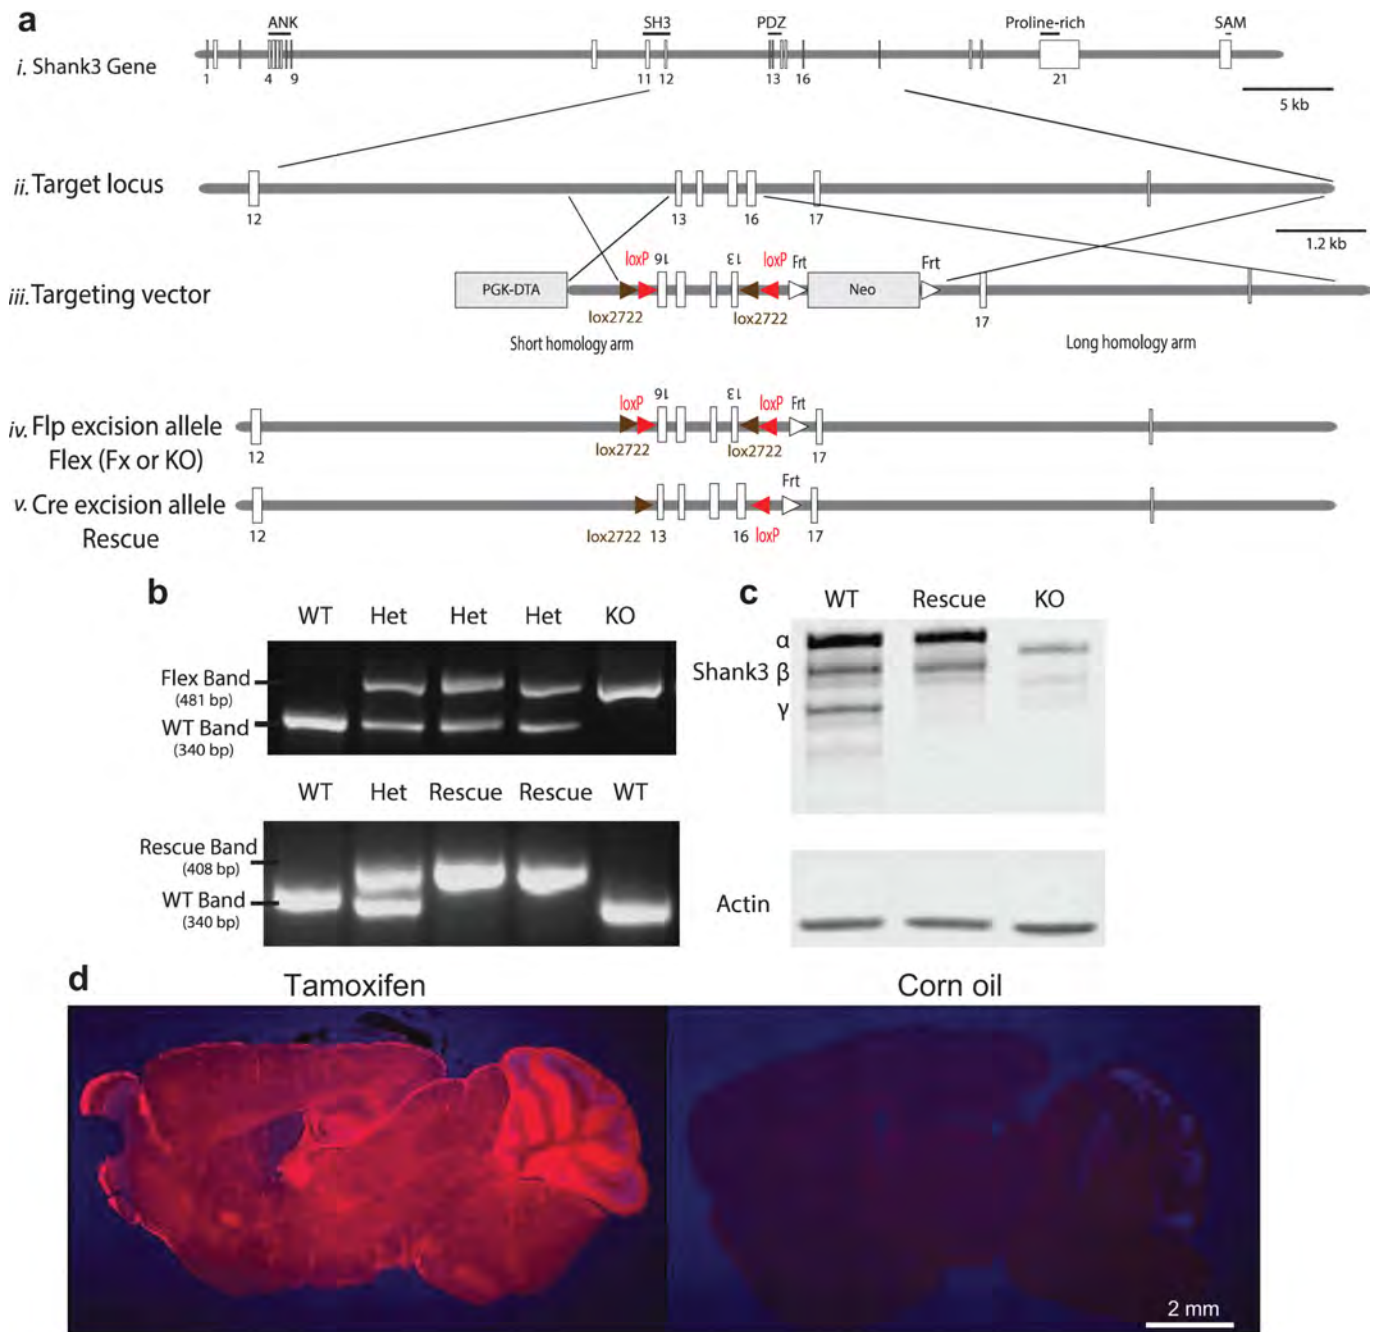 a
ANK SH3 PDZ Proline-rich SAM
i. Shank3 Gene
1 4 9 11 12 13 16 21
5 kb
ii. Target locus
12 13 16 17
1.2 kb
loxP 16 13 loxP Frt Frt
iii. Targeting vector
PGK-DTA Neo
lox2722 lox2722 17
Short homology arm Long homology arm
loxP 16 13 loxP Frt
iv. Flp excision allele
Flex (Fx or KO)
12 lox2722 lox2722 17
Frt
v. Cre excision allele
Rescue
12 lox2722 13 16 loxP 17
b
WT Het Het Het KO
Flex Band
(481 bp)
WT Band
(340 bp)
WT Het Rescue Rescue WT
Rescue Band
(408 bp)
WT Band
(340 bp)
c
WT Rescue KO
α
Shank3 β
γ
Actin
d
Tamoxifen Corn oil
2 mm